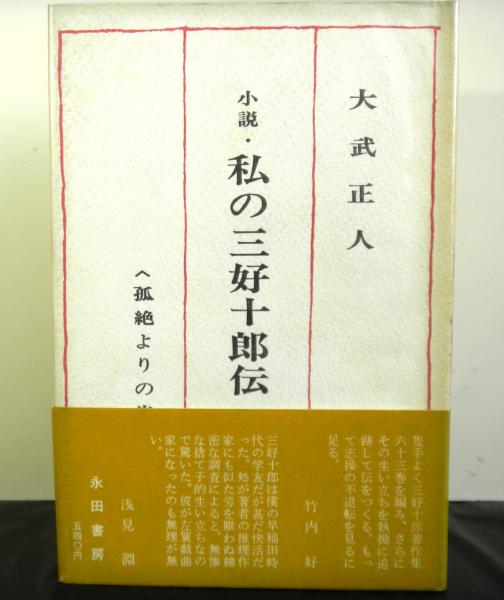 大武正人
小説・私の三好十郎伝
〈孤絶よりの
隻手よく三好十郎著作集
六十三巻を編み、さらに
その生い立ちを執拗に追
跡して伝をつくる。もっ
て志操の不退転を見るに
足る。
竹内 好
三好十郎は僕の早稲田時
代の学友だが甚だ快活だ
った。処が著者の推理作
家にも似た労を厭わぬ綿
密な調査によると、無惨
な捨て子的生い立ちなの
で驚いた。彼が左翼戯曲
家になったのも無理が無
い。
浅見 淵
永田書房
五四〇円